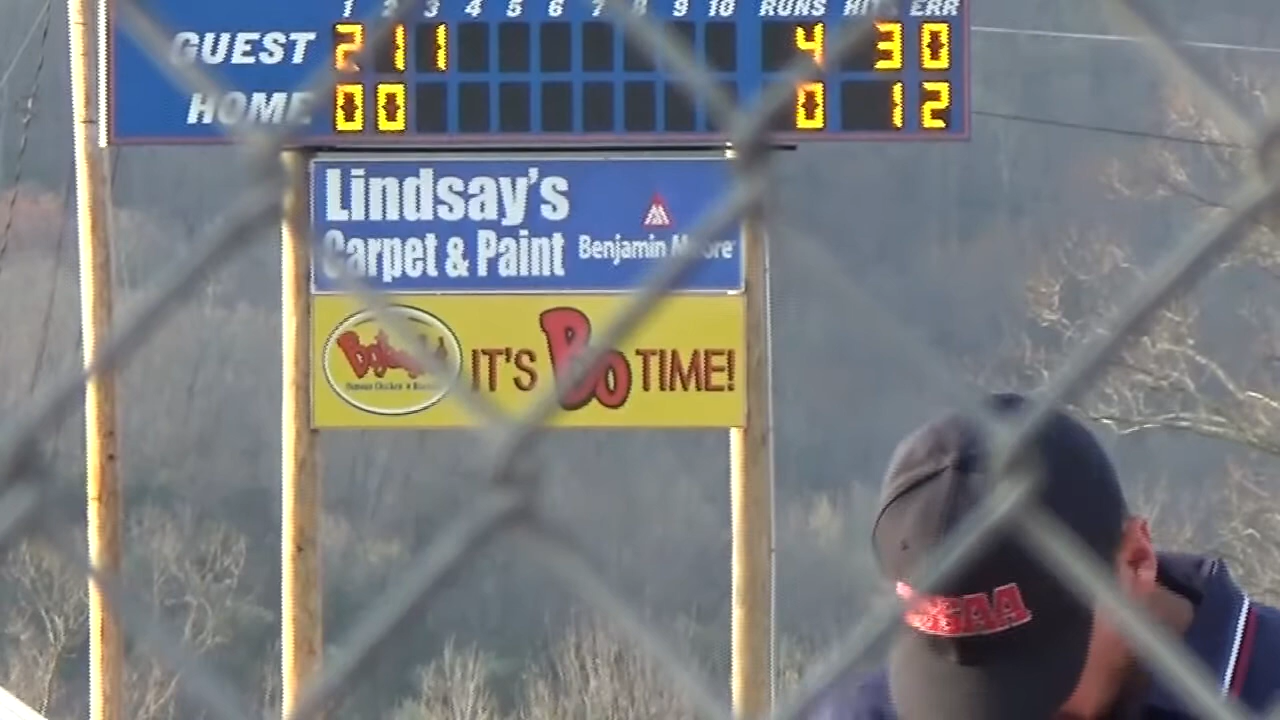 1 2 3 4 5 6 7 8 9 10 RUNS HITS ERR
GUEST 2 1 1 4 3 0
HOME 0 0 0 1 2
Lindsay's
Carpet & Paint Benjamin Moore
Bojangles
IT'S Bo TIME!